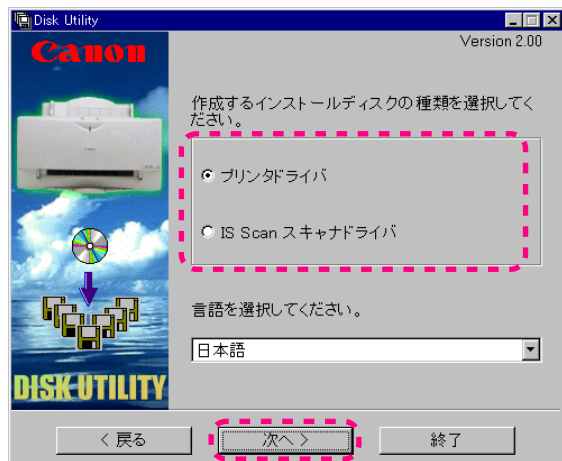 Disk Utility
Canon
Version 2.00
作成するインストールディスクの種類を選択してく
ださい。
プリンタドライバ
IS Scan スキャナドライバ
言語を選択してください。
日本語
DISK UTILITY
< 戻る
次へ >
終了